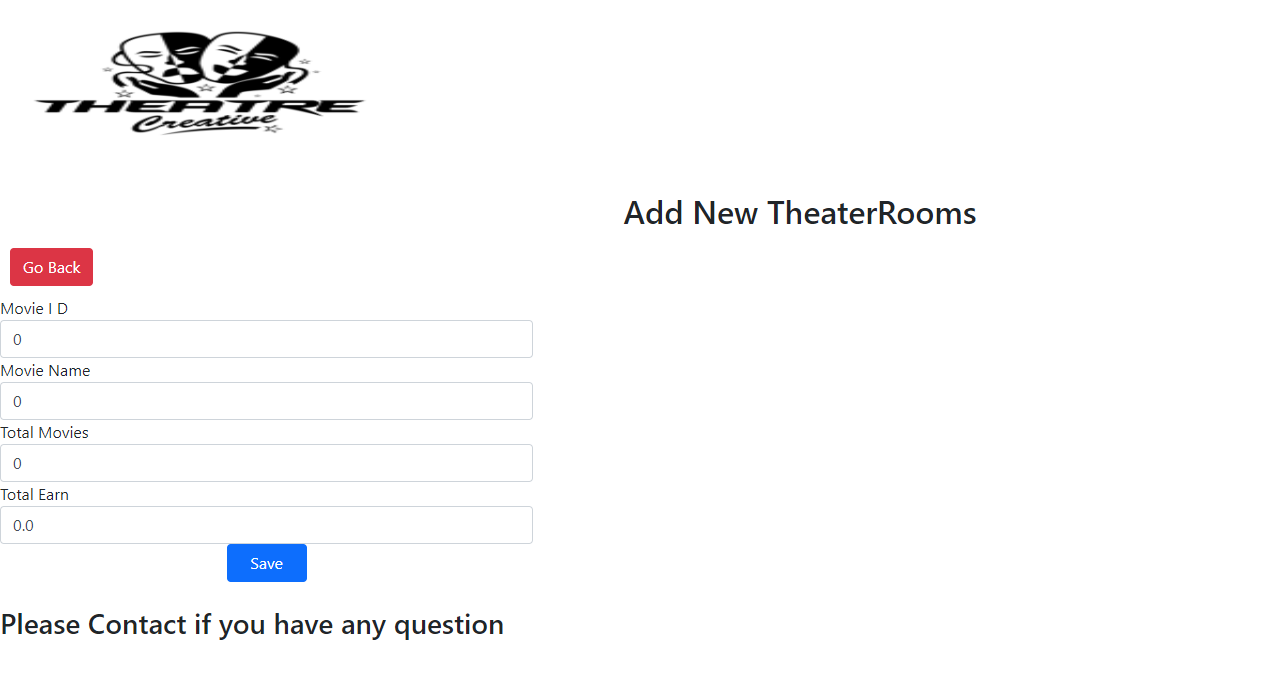 THEATRE
Creative
Add New TheaterRooms
Go Back
Movie I D
0
Movie Name
0
Total Movies
0
Total Earn
0.0
Save
Please Contact if you have any question